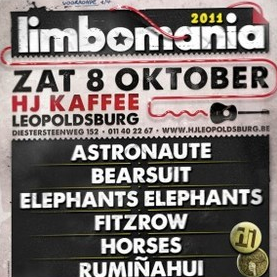 limbomania
2011
ZAT 8 OKTOBER
HJ KAFFEE
LEOPOLDSBURG
DIESTERSTEENWEG 152 • 011 40 22 67 • WWW.HJLEOPOLDSBURG.BE
ASTRONAUTE
BEARSUIT
ELEPHANTS ELEPHANTS
FITZROW
HORSES
RUMIÑAHUI